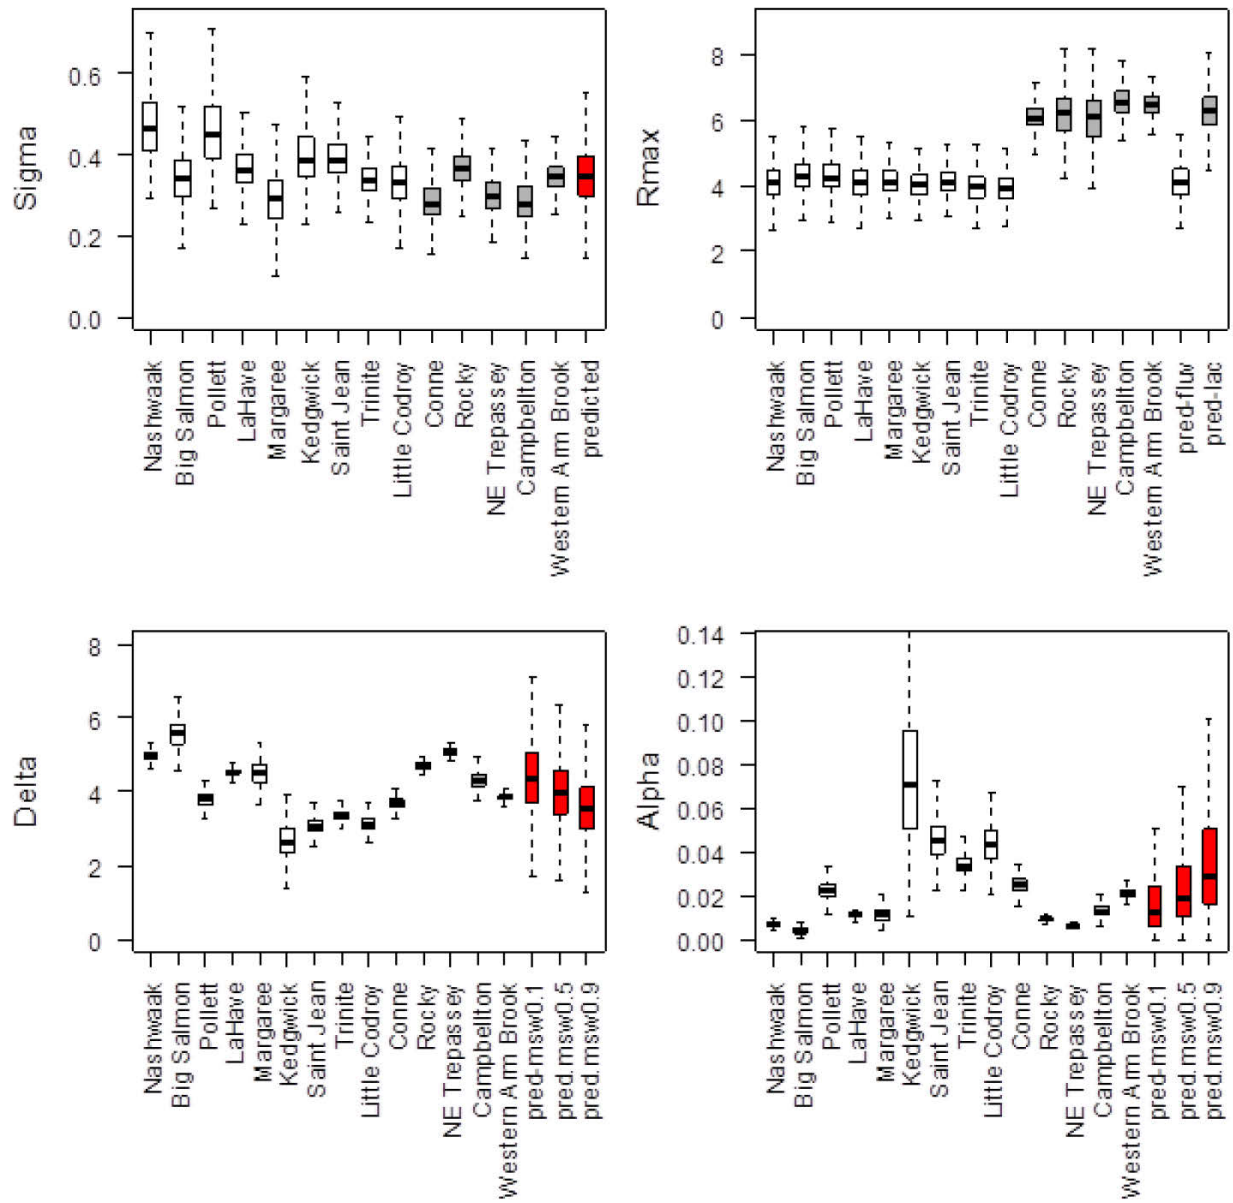 Sigma
0.6
0.4
0.2
0.0
Nashwaak
Big Salmon
Pollett
LaHave
Margaree
Kedgwick
Saint Jean
Trinite
Little Codroy
Conne
Rocky
NE Trepassey
Campbellton
Western Arm Brook
predicted
Rmax
8
6
4
2
0
Nashwaak
Big Salmon
Pollett
LaHave
Margaree
Kedgwick
Saint Jean
Trinite
Little Codroy
Conne
Rocky
NE Trepassey
Campbellton
Western Arm Brook
pred-fluv
pred-lac
Delta
8
6
4
2
0
Nashwaak
Big Salmon
Pollett
LaHave
Margaree
Kedgwick
Saint Jean
Trinite
Little Codroy
Conne
Rocky
NE Trepassey
Campbellton
Western Arm Brook
pred-msw0.1
pred.msw0.5
pred.msw0.9
Alpha
0.14
0.12
0.10
0.08
0.06
0.04
0.02
0.00
Nashwaak
Big Salmon
Pollett
LaHave
Margaree
Kedgwick
Saint Jean
Trinite
Little Codroy
Conne
Rocky
NE Trepassey
Campbellton
Western Arm Brook
pred-msw0.1
pred.msw0.5
pred.msw0.9